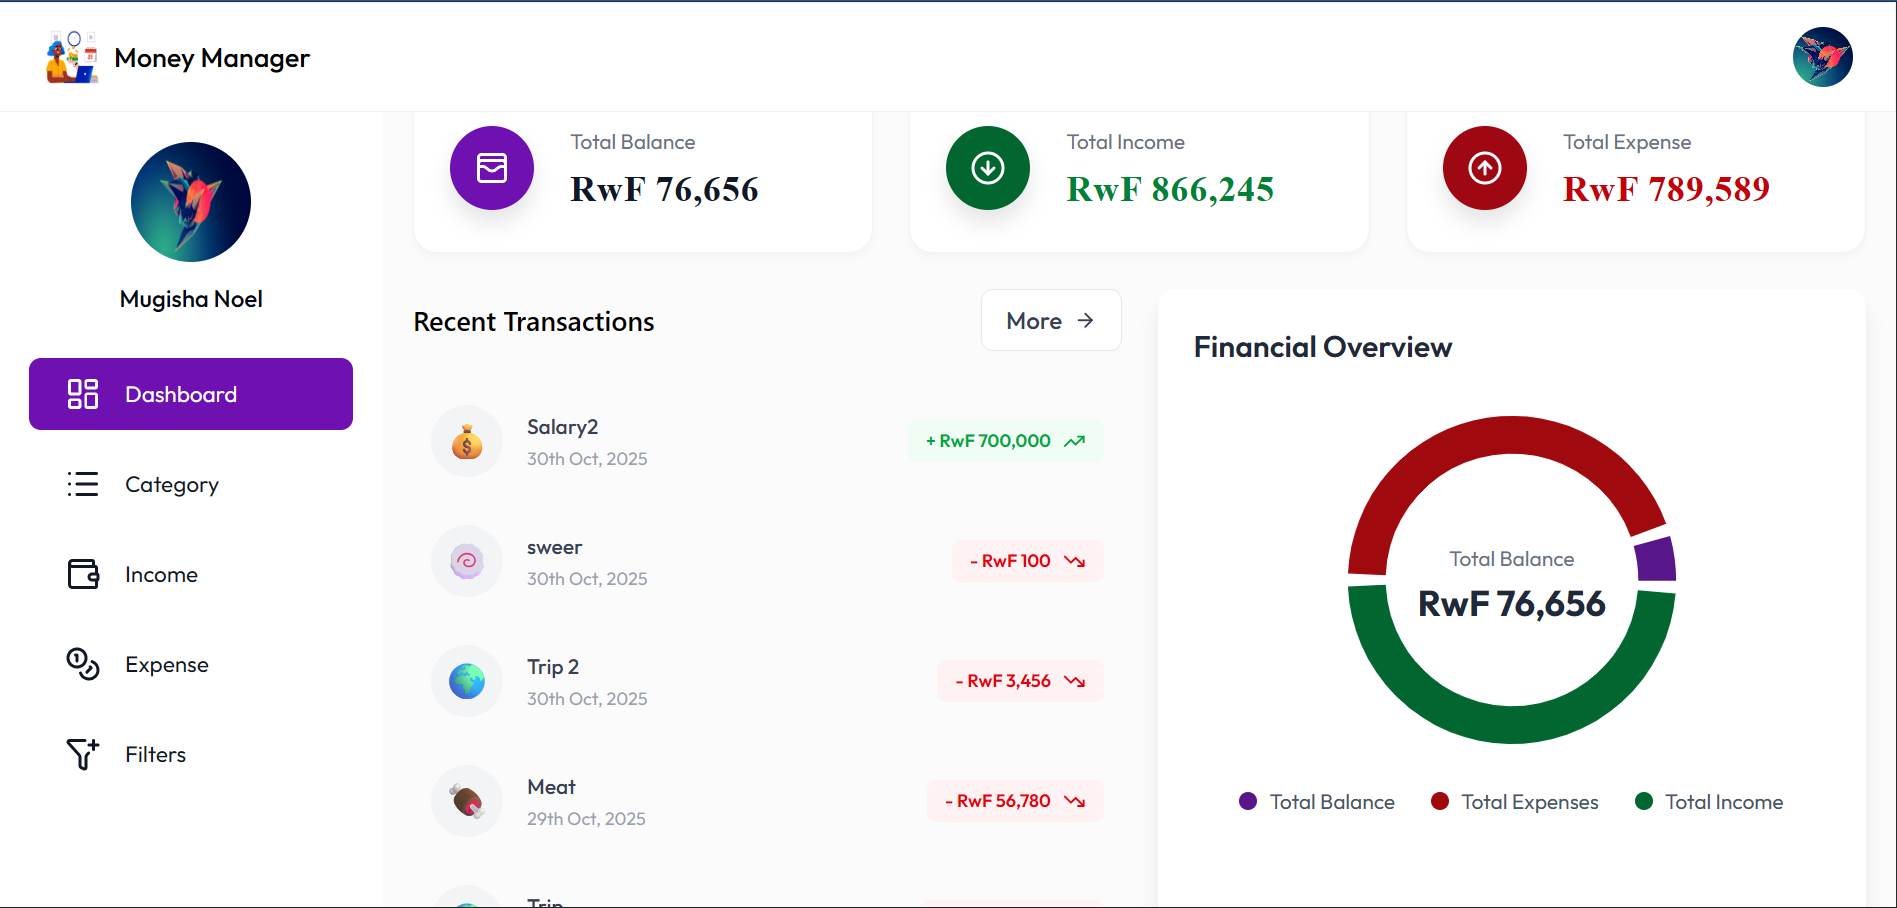 Money Manager
Mugisha Noel
Dashboard
Category
Income
Expense
Filters
Total Balance
RwF 76,656
Total Income
RwF 866,245
Total Expense
RwF 789,589
Recent Transactions
More
Salary2
30th Oct, 2025
+ RwF 700,000
sweer
30th Oct, 2025
- RwF 100
Trip 2
30th Oct, 2025
- RwF 3,456
Meat
29th Oct, 2025
- RwF 56,780
Trip
Financial Overview
Total Balance
RwF 76,656
Total Balance
Total Expenses
Total Income